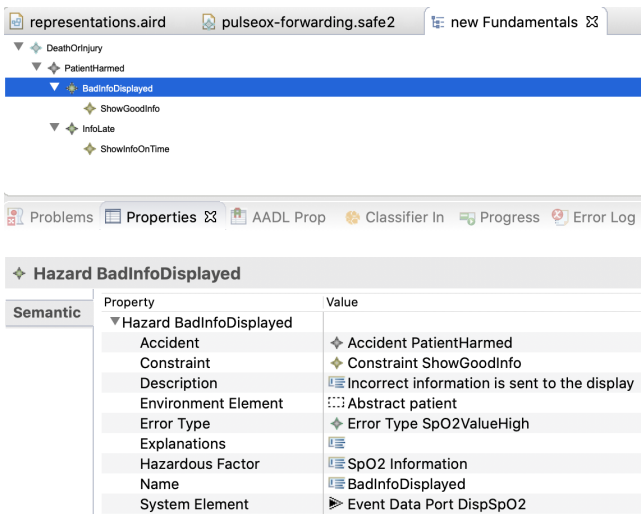 representations.aird pulseox-forwarding.safe2 new Fundamentals
DeathOrInjury
PatientHarmed
BadInfoDisplayed
ShowGoodInfo
InfoLate
ShowInfoOnTime
Problems Properties AADL Prop Classifier In Progress Error Log
Hazard BadInfoDisplayed
Semantic
Property Value
Hazard BadInfoDisplayed
Accident Accident PatientHarmed
Constraint Constraint ShowGoodInfo
Description Incorrect information is sent to the display
Environment Element Abstract patient
Error Type Error Type SpO2ValueHigh
Explanations
Hazardous Factor SpO2 Information
Name BadInfoDisplayed
System Element Event Data Port DispSpO2